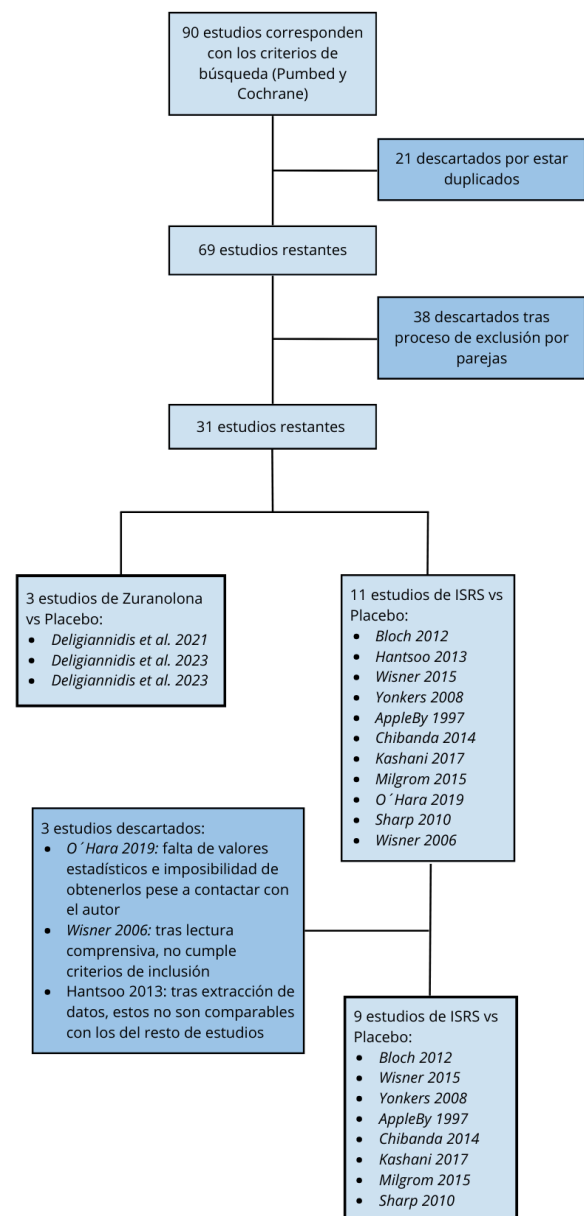 90 estudios corresponden
con los criterios de
búsqueda (Pumbed y
Cochrane)
21 descartados por estar
duplicados
69 estudios restantes
38 descartados tras
proceso de exclusión por
parejas
31 estudios restantes
3 estudios de Zuranolona
vs Placebo:
• Deligiannidis et al. 2021
• Deligiannidis et al. 2023
• Deligiannidis et al. 2023
11 estudios de ISRS vs
Placebo:
• Bloch 2012
• Hantsoo 2013
• Wisner 2015
• Yonkers 2008
• AppleBy 1997
• Chibanda 2014
• Kashani 2017
• Milgrom 2015
• O´Hara 2019
• Sharp 2010
• Wisner 2006
3 estudios descartados:
• O´Hara 2019: falta de valores
estadísticos e imposibilidad de
obtenerlos pese a contactar con
el autor
• Wisner 2006: tras lectura
comprensiva, no cumple
criterios de inclusión
• Hantsoo 2013: tras extracción de
datos, estos no son comparables
con los del resto de estudios
9 estudios de ISRS vs
Placebo:
• Bloch 2012
• Wisner 2015
• Yonkers 2008
• AppleBy 1997
• Chibanda 2014
• Kashani 2017
• Milgrom 2015
• Sharp 2010